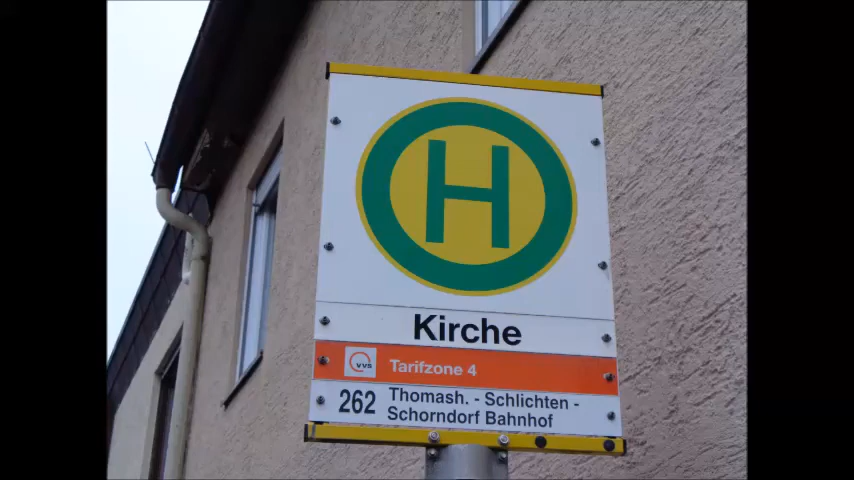 H
Kirche
VVS Tarifzone 4
262 Thomash. - Schlichten -
Schorndorf Bahnhof